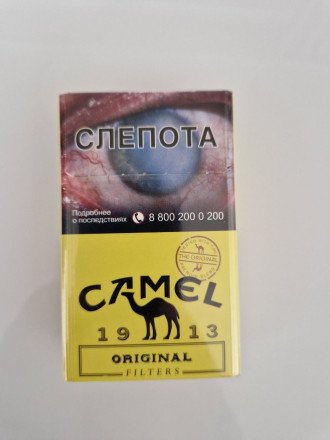 СЛЕПОТА
Подробнее
о последствиях
8 800 200 0 200
THE ORIGINAL
CAMEL
19 13
ORIGINAL
FILTERS